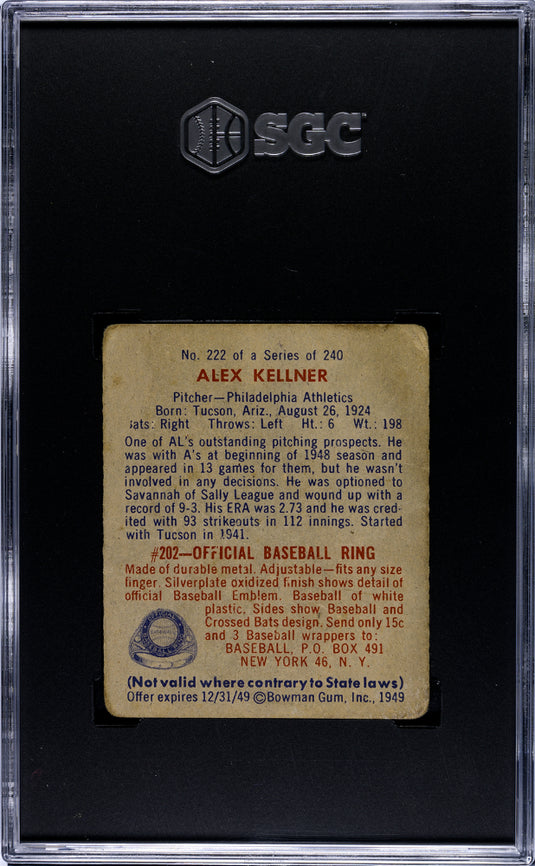 SGC
No. 222 of a Series of 240
ALEX KELLNER
Pitcher—Philadelphia Athletics
Born: Tucson, Ariz., August 26, 1924
ats: Right Throws: Left Ht.: 6 Wt.: 198
One of AL's outstanding pitching prospects. He
was with A's at beginning of 1948 season and
appeared in 13 games for them, but he wasn't
involved in any decisions. He was optioned to
Savannah of Sally League and wound up with a
record of 9-3. His ERA was 2.73 and he was cred-
ited with 93 strikeouts in 112 innings. Started
with Tucson in 1941.
#202—OFFICIAL BASEBALL RING
Made of durable metal. Adjustable—fits any size
finger. Silverplate oxidized finish shows detail of
official Baseball Emblem. Baseball of white
plastic. Sides show Baseball and
Crossed Bats design. Send only 15c
and 3 Baseball wrappers to:
BASEBALL, P.O. BOX 491
NEW YORK 46, N. Y.
(Not valid where contrary to State laws)
Offer expires 12/31/49 ©Bowman Gum, Inc., 1949